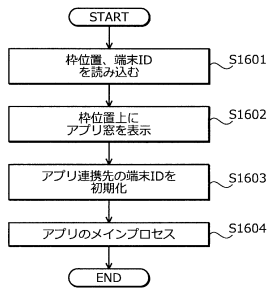 START
枠位置、端末ID
を読み込む
S1601
枠位置上に
アプリ窓を表示
S1602
アプリ連携先の端末IDを
初期化
S1603
アプリのメインプロセス
S1604
END